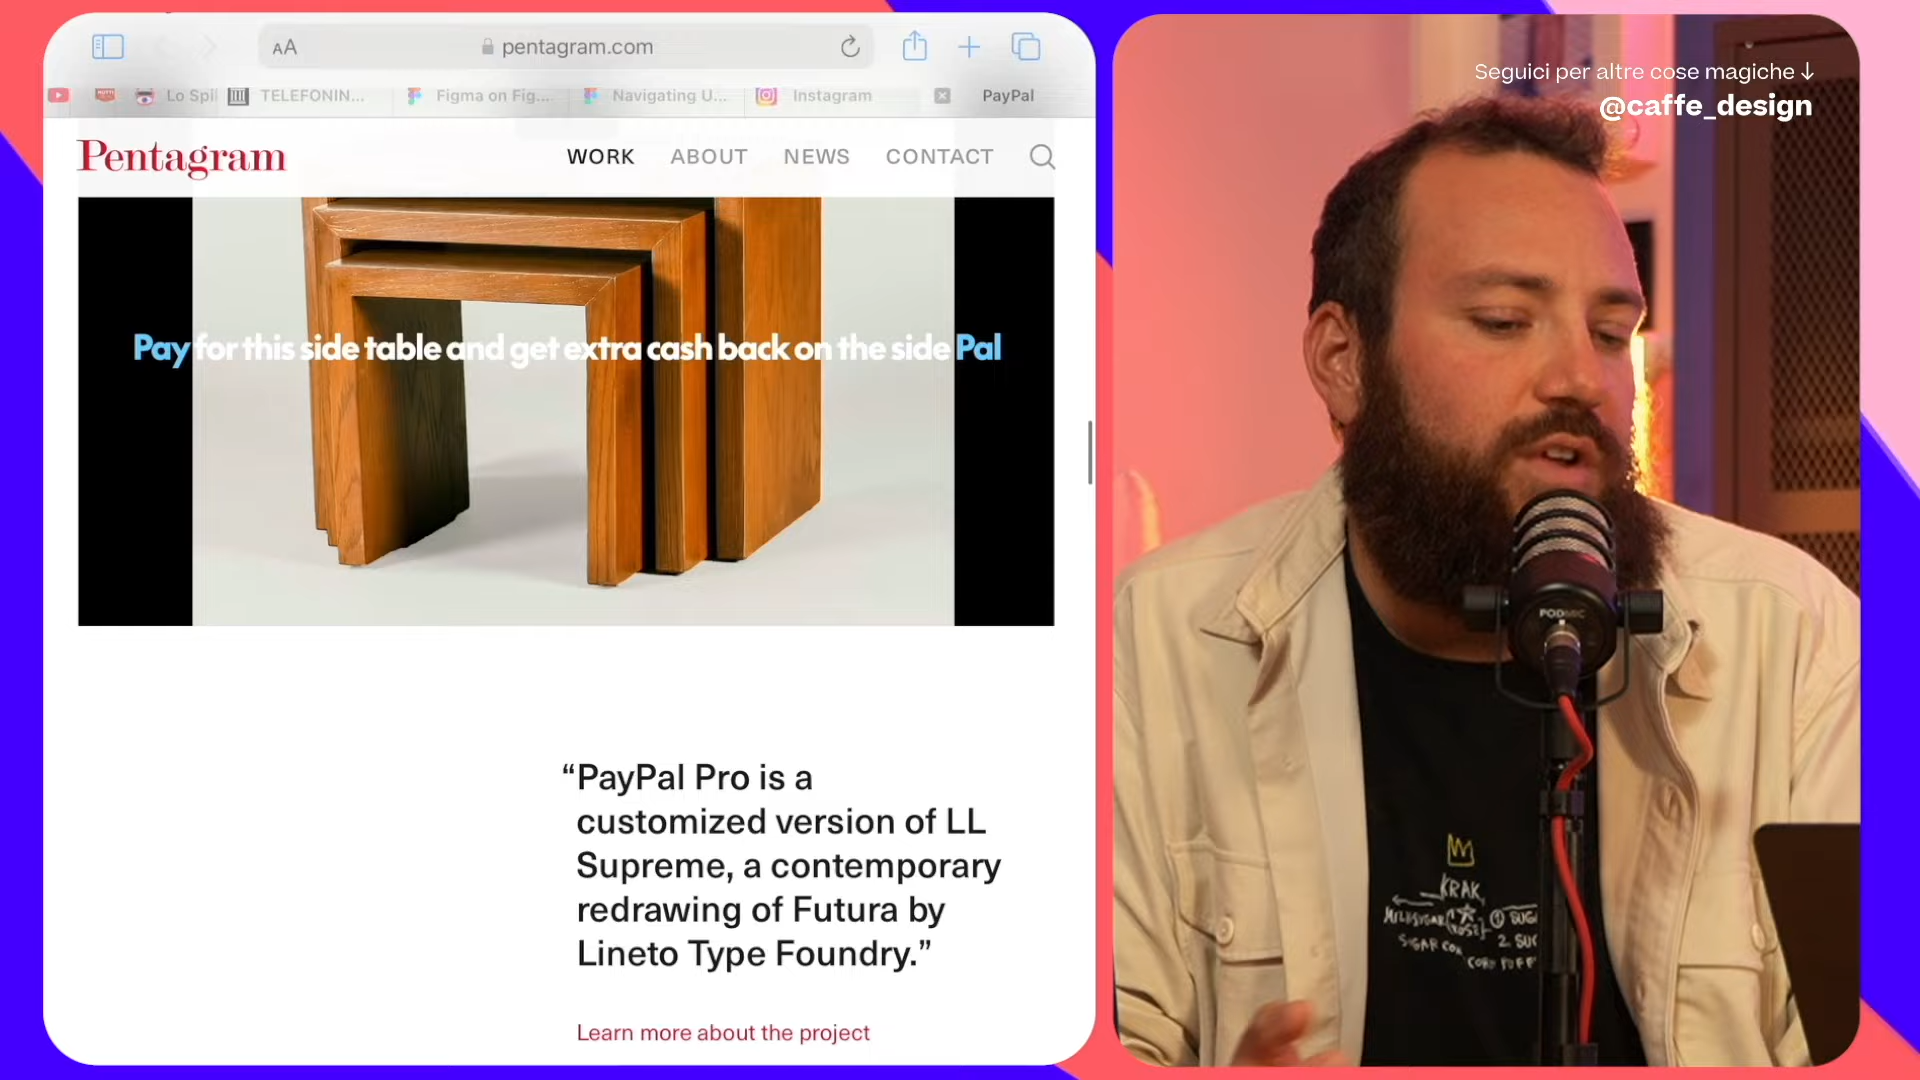 AA
pentagram.com
Lo Spil
TELEFONIN...
Figma on Fig....
Navigating U...
Instagram
PayPal
Pentagram
WORK
ABOUT
NEWS
CONTACT
Pay for this side table and get extra cash back on the side Pal
“PayPal Pro is a
customized version of LL
Supreme, a contemporary
redrawing of Futura by
Lineto Type Foundry.”
Learn more about the project
Seguici per altre cose magiche ↓
@caffe_design
PODMIC
KRAK